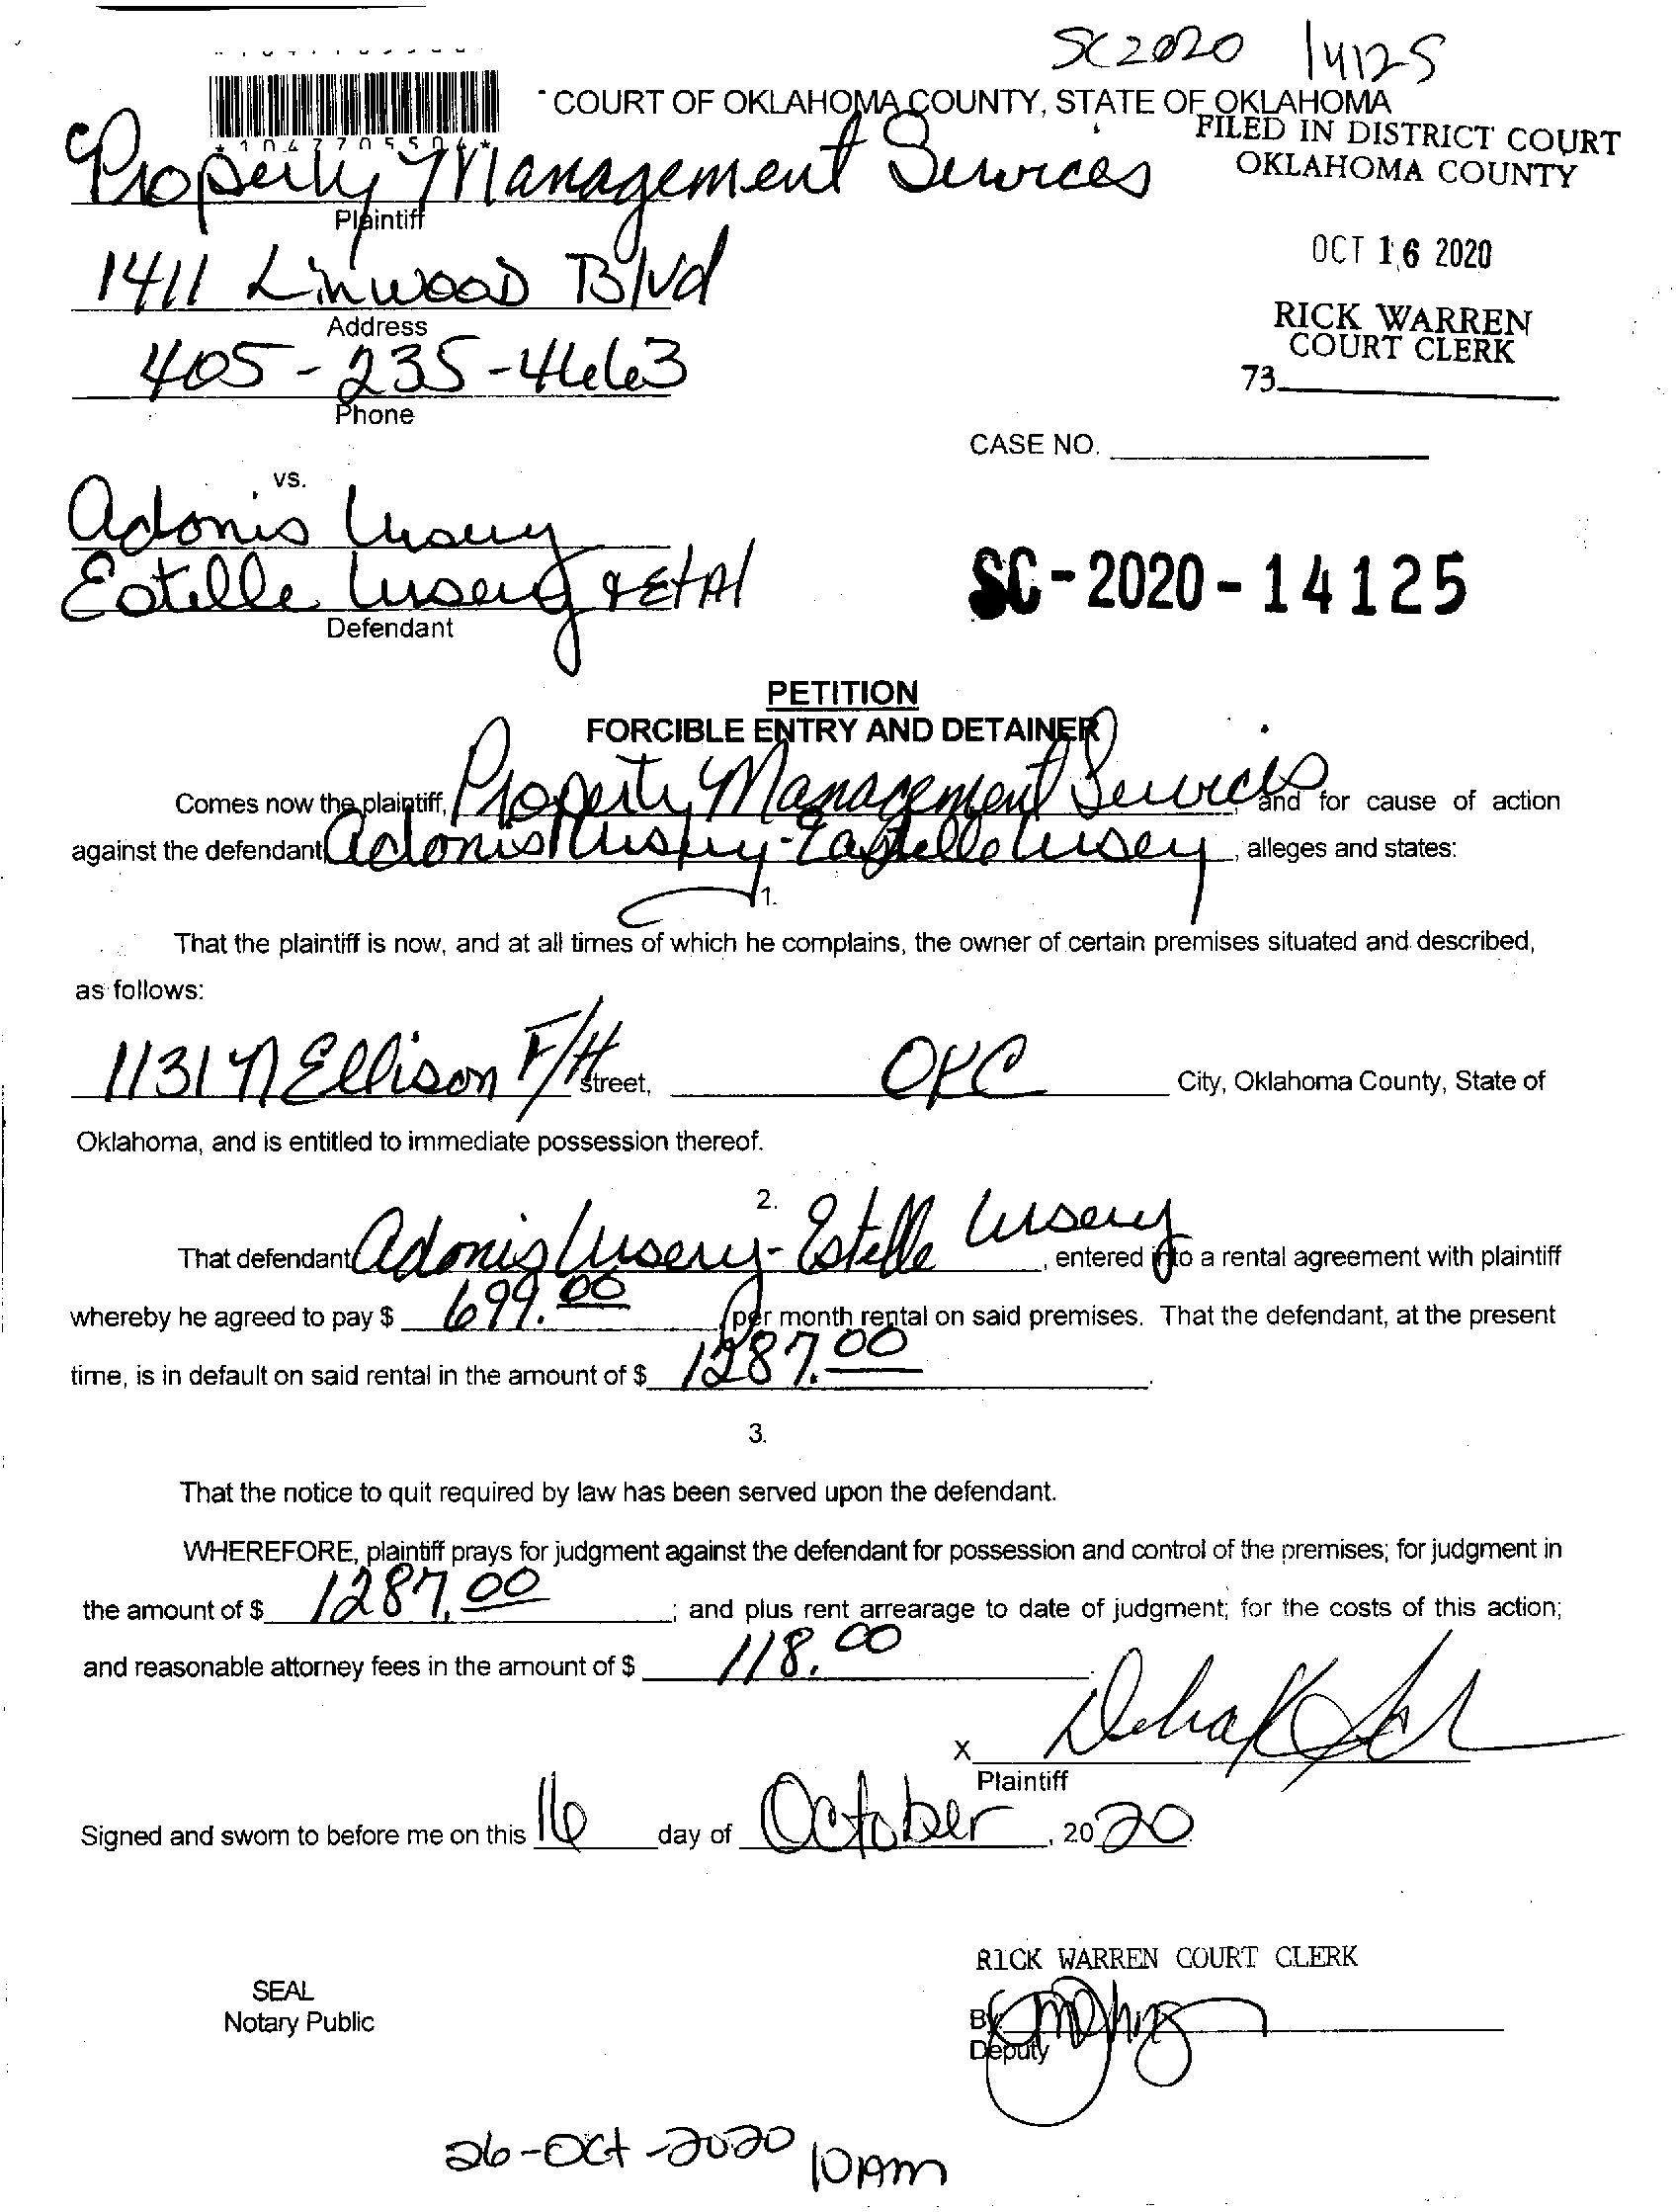 SC2020 14125
COURT OF OKLAHOMA COUNTY, STATE OF OKLAHOMA
FILED IN DISTRICT COURT
OKLAHOMA COUNTY
Property Management Services
Plaintiff
OCT 16 2020
1411 Linwood Blvd
Address
RICK WARREN
COURT CLERK
405-235-4663
Phone
73
CASE NO.
vs.
Adonis Usery
Estelle Usery & EtAl
Defendant
SC-2020-14125
PETITION
FORCIBLE ENTRY AND DETAINER
Comes now the plaintiff, Property Management Services and for cause of action
against the defendant Adonis Usery - Eastelle Usery, alleges and states:
1.
That the plaintiff is now, and at all times of which he complains, the owner of certain premises situated and described,
as follows:
1131 N Ellison F/H street, OKC City, Oklahoma County, State of
Oklahoma, and is entitled to immediate possession thereof.
2.
That defendant Adonis Usery - Estelle Usery, entered into a rental agreement with plaintiff
whereby he agreed to pay $ 699.00 per month rental on said premises. That the defendant, at the present
time, is in default on said rental in the amount of $ 1287.00.
3.
That the notice to quit required by law has been served upon the defendant.
WHEREFORE, plaintiff prays for judgment against the defendant for possession and control of the premises; for judgment in
the amount of $ 1287.00; and plus rent arrearage to date of judgment; for the costs of this action;
and reasonable attorney fees in the amount of $ 118.00.
X
Plaintiff
Signed and sworn to before me on this 16 day of October, 2020.
RICK WARREN COURT CLERK
SEAL
Notary Public
By
Deputy
26-Oct-2020 10AM